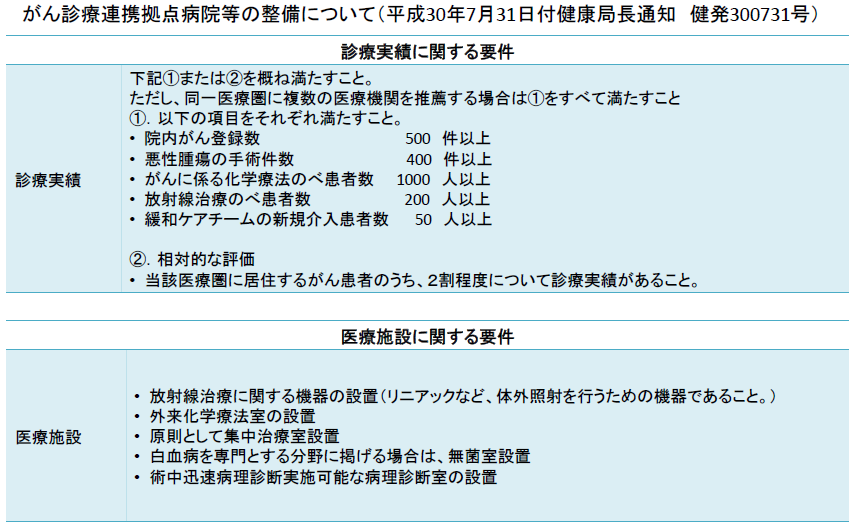 がん診療連携拠点病院等の整備について（平成30年7月31日付健康局長通知　健発300731号）
診療実績に関する要件
診療実績
下記①または②を概ね満たすこと。
ただし、同一医療圏に複数の医療機関を推薦する場合は①をすべて満たすこと
①．以下の項目をそれぞれ満たすこと。
• 院内がん登録数　500　件以上
• 悪性腫瘍の手術件数　400　件以上
• がんに係る化学療法のべ患者数　1000　人以上
• 放射線治療のべ患者数　200　人以上
• 緩和ケアチームの新規介入患者数　50　人以上
②．相対的な評価
• 当該医療圏に居住するがん患者のうち、２割程度について診療実績があること。
医療施設に関する要件
医療施設
• 放射線治療に関する機器の設置（リニアックなど、体外照射を行うための機器であること。）
• 外来化学療法室の設置
• 原則として集中治療室設置
• 白血病を専門とする分野に掲げる場合は、無菌室設置
• 術中迅速病理診断実施可能な病理診断室の設置